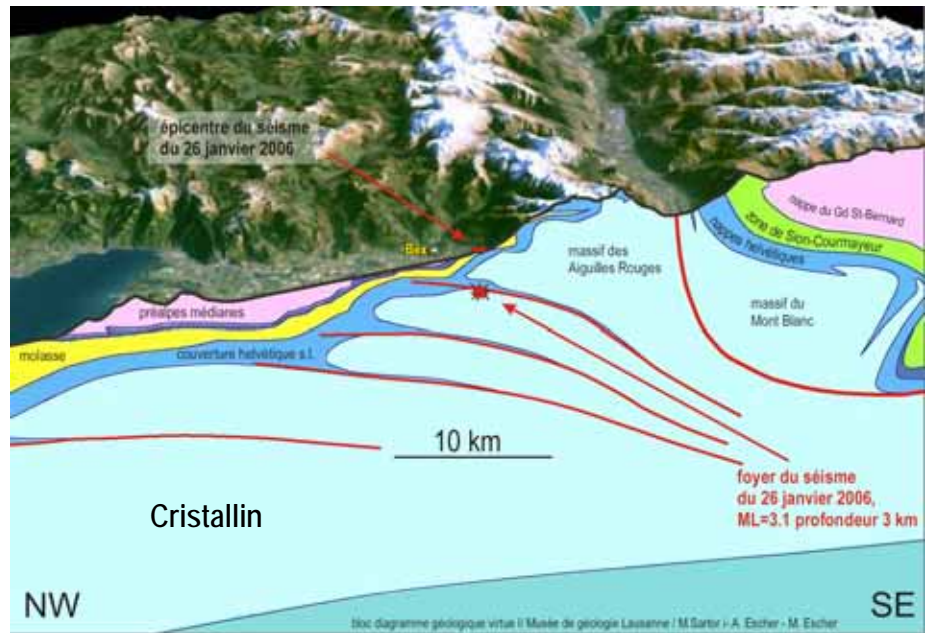 épicentre du séisme
du 26 janvier 2006
Bex
massif des
Aiguilles Rouges
nappe du Gd St-Bernard
zone de Sion-Courmayeur
nappes helvétiques
massif du
Mont Blanc
préalpes médianes
molasse
couverture helvétique s.l.
10 km
foyer du séisme
du 26 janvier 2006,
ML=3.1 profondeur 3 km
Cristallin
NW
SE
bloc diagramme géologique virtue l/ Musée de géologie Lausanne / M.Sartor A. Escher - M. Escher